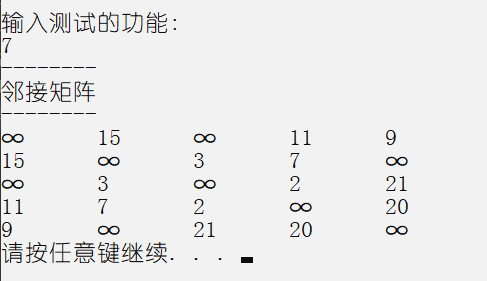 输入测试的功能:
7
--------
邻接矩阵
--------
∞ 15 ∞ 11 9
15 ∞ 3 7 ∞
∞ 3 ∞ 2 21
11 7 2 ∞ 20
9 ∞ 21 20 ∞
请按任意键继续. . .